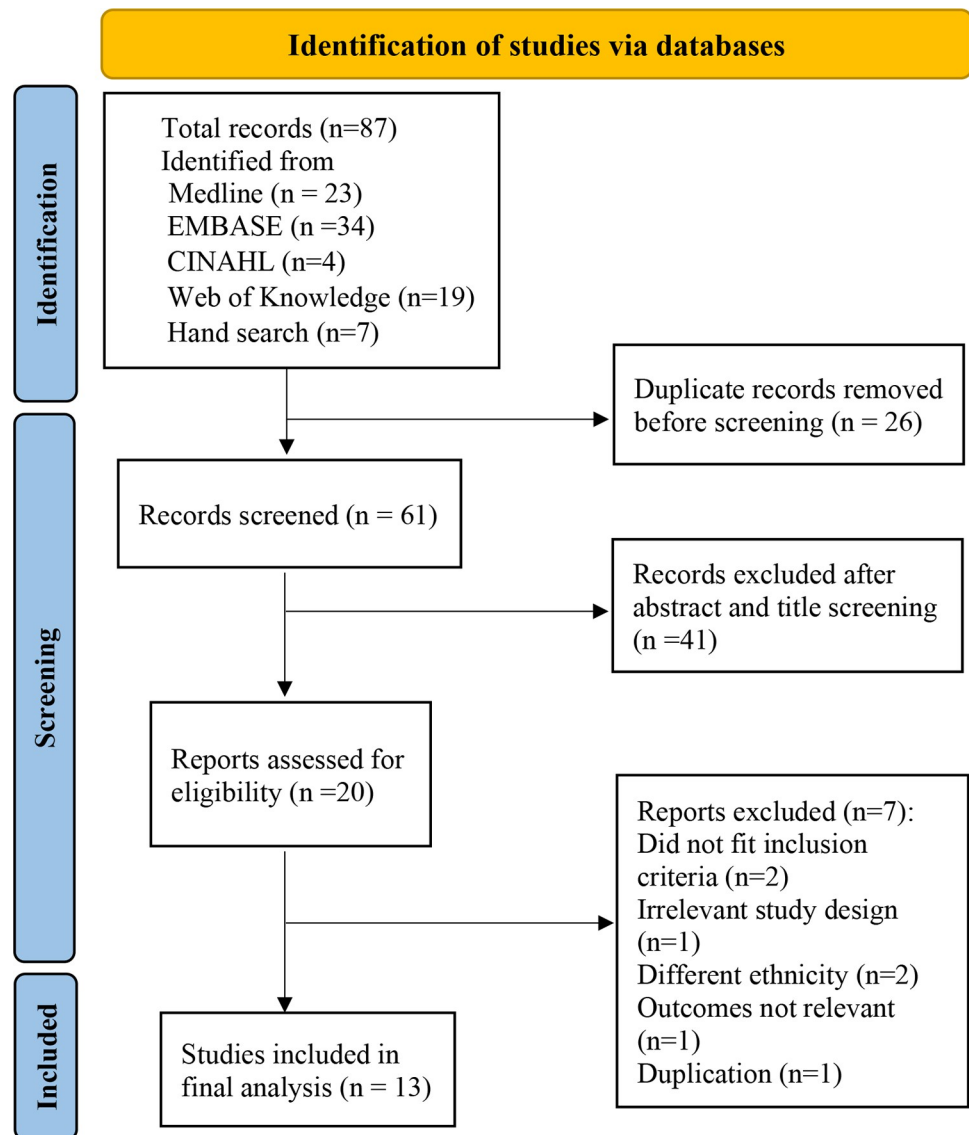 Identification of studies via databases
Identification
Total records (n=87)
Identified from
Medline (n = 23)
EMBASE (n =34)
CINAHL (n=4)
Web of Knowledge (n=19)
Hand search (n=7)
Duplicate records removed
before screening (n = 26)
Screening
Records screened (n = 61)
Records excluded after
abstract and title screening
(n =41)
Reports assessed for
eligibility (n =20)
Reports excluded (n=7):
Did not fit inclusion
criteria (n=2)
Irrelevant study design
(n=1)
Different ethnicity (n=2)
Outcomes not relevant
(n=1)
Duplication (n=1)
Included
Studies included in
final analysis (n = 13)